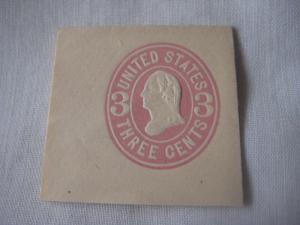 UNITED STATES
3 3
THREE CENTS